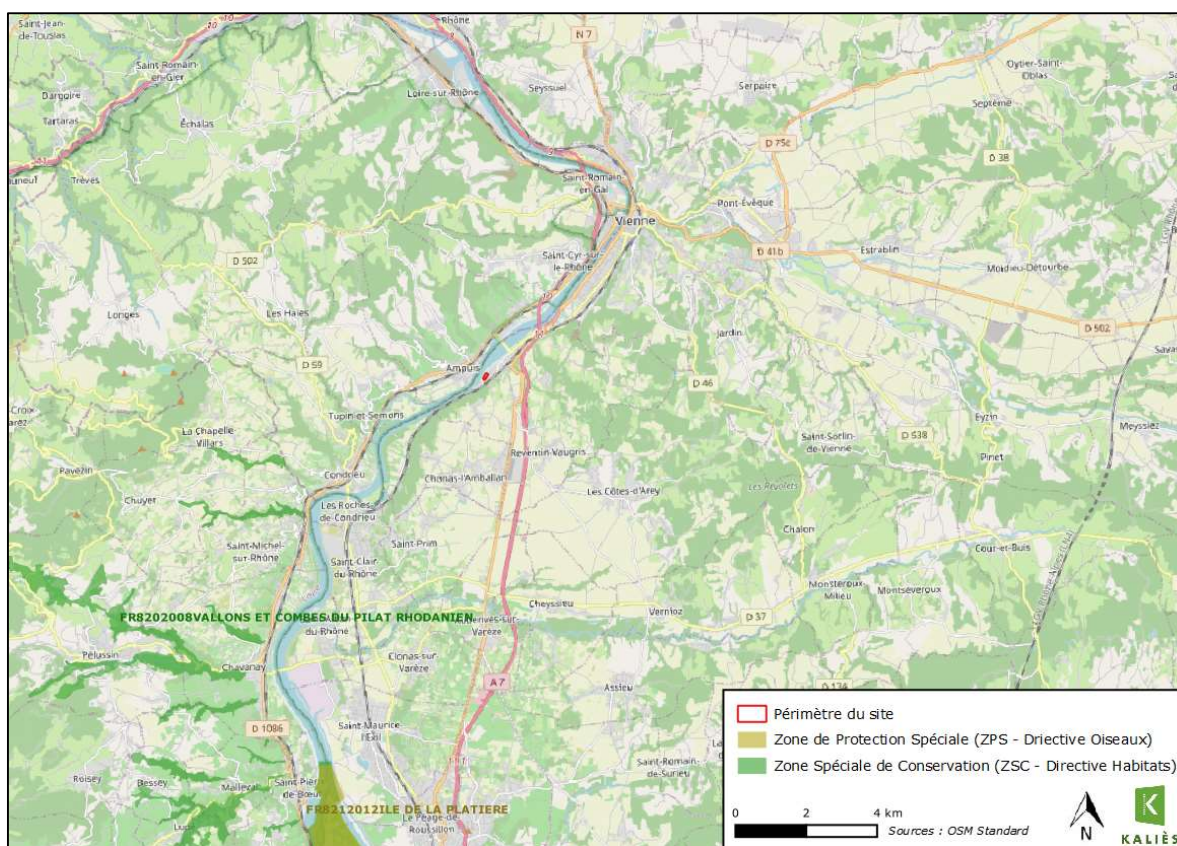 Saint-Jean-
de-Touslas
Rhône
N 7
10
Saint-Romain-
en-Gier
Loire-sur-Rhône
Seyssuel
Serpaize
Oytier-Saint-
Oblas
Septème
Dargoire
Tartaras
Échalas
D 75c
D 38
Trèves
Saint-Romain-
en-Gal
Pont-Évêque
Vienne
D 41b
Estrablin
D 502
Saint-Cyr-sur-
le-Rhône
Moidieu-Détourbe
Longes
Les Haies
Jardin
D 502
D 59
Ampuis
D 46
Tupin-et-Semons
Eyzin
La Chapelle
Villars
Saint-Sorlin-
de-Vienne
D 538
Meyssiez
Pavezin
Reventin-Vaugris
Pinet
Condrieu
Chonas-l'Amballan
Les Côtes-d'Arey
Chuyer
Les Roches-
de-Condrieu
Chalon
Saint-Michel-
sur-Rhône
Saint-Prim
Cour-et-Buis
Saint-Clair-
du-Rhône
Monsteroux
Milieu
Montseveroux
Cheyssieu
Vernioz
D 37
FR8202008VALLONS ET COMBES DU PILAT RHODANIEN
du-Rhône
Pélussin
Chavanay
Clonas-sur-
Varèze
Assieu
A 7
D 134
D 1086
Saint-Maurice
l'Exil
Roisey
Bessey
Saint-Pier
de-Bœuf
Saint-Romain-
de-Surieu
FR8212012ILE DE LA PLATIERE
Le Péage-de
Roussillon
Périmètre du site
Zone de Protection Spéciale (ZPS - Driective Oiseaux)
Zone Spéciale de Conservation (ZSC - Directive Habitats)
0 2 4 km
Sources : OSM Standard
N
KALIÈS